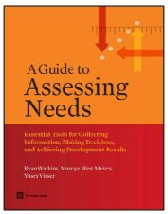 A Guide to
Assessing
Needs
Essential Tools for Collecting
Information, Making Decisions,
and Achieving Development Results
Ryan Watkins, Maurya West Meiers,
Yusra Visser